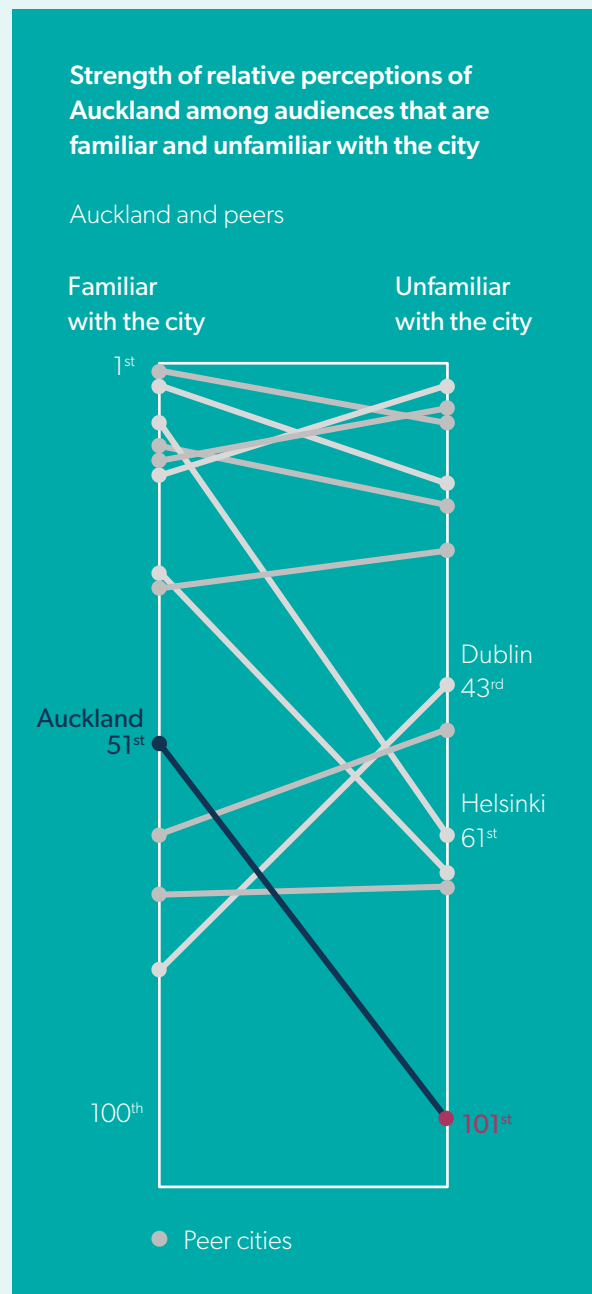 Strength of relative perceptions of
Auckland among audiences that are
familiar and unfamiliar with the city
Auckland and peers
Familiar
with the city
Unfamiliar
with the city
1st
Dublin
43rd
Auckland
51st
Helsinki
61st
100th
101st
Peer cities